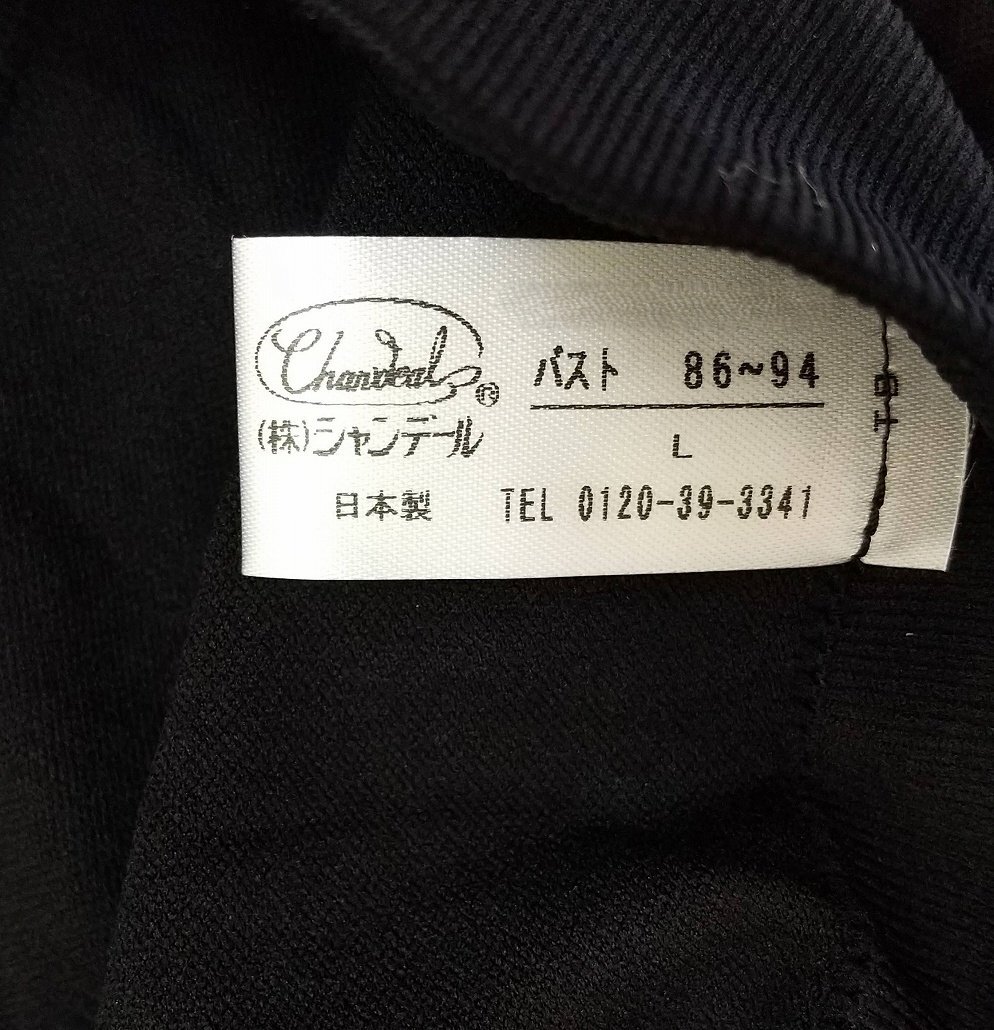 Chandeal®
(株)シャンデール
日本製
バスト 86~94
L
TEL 0120-39-3341